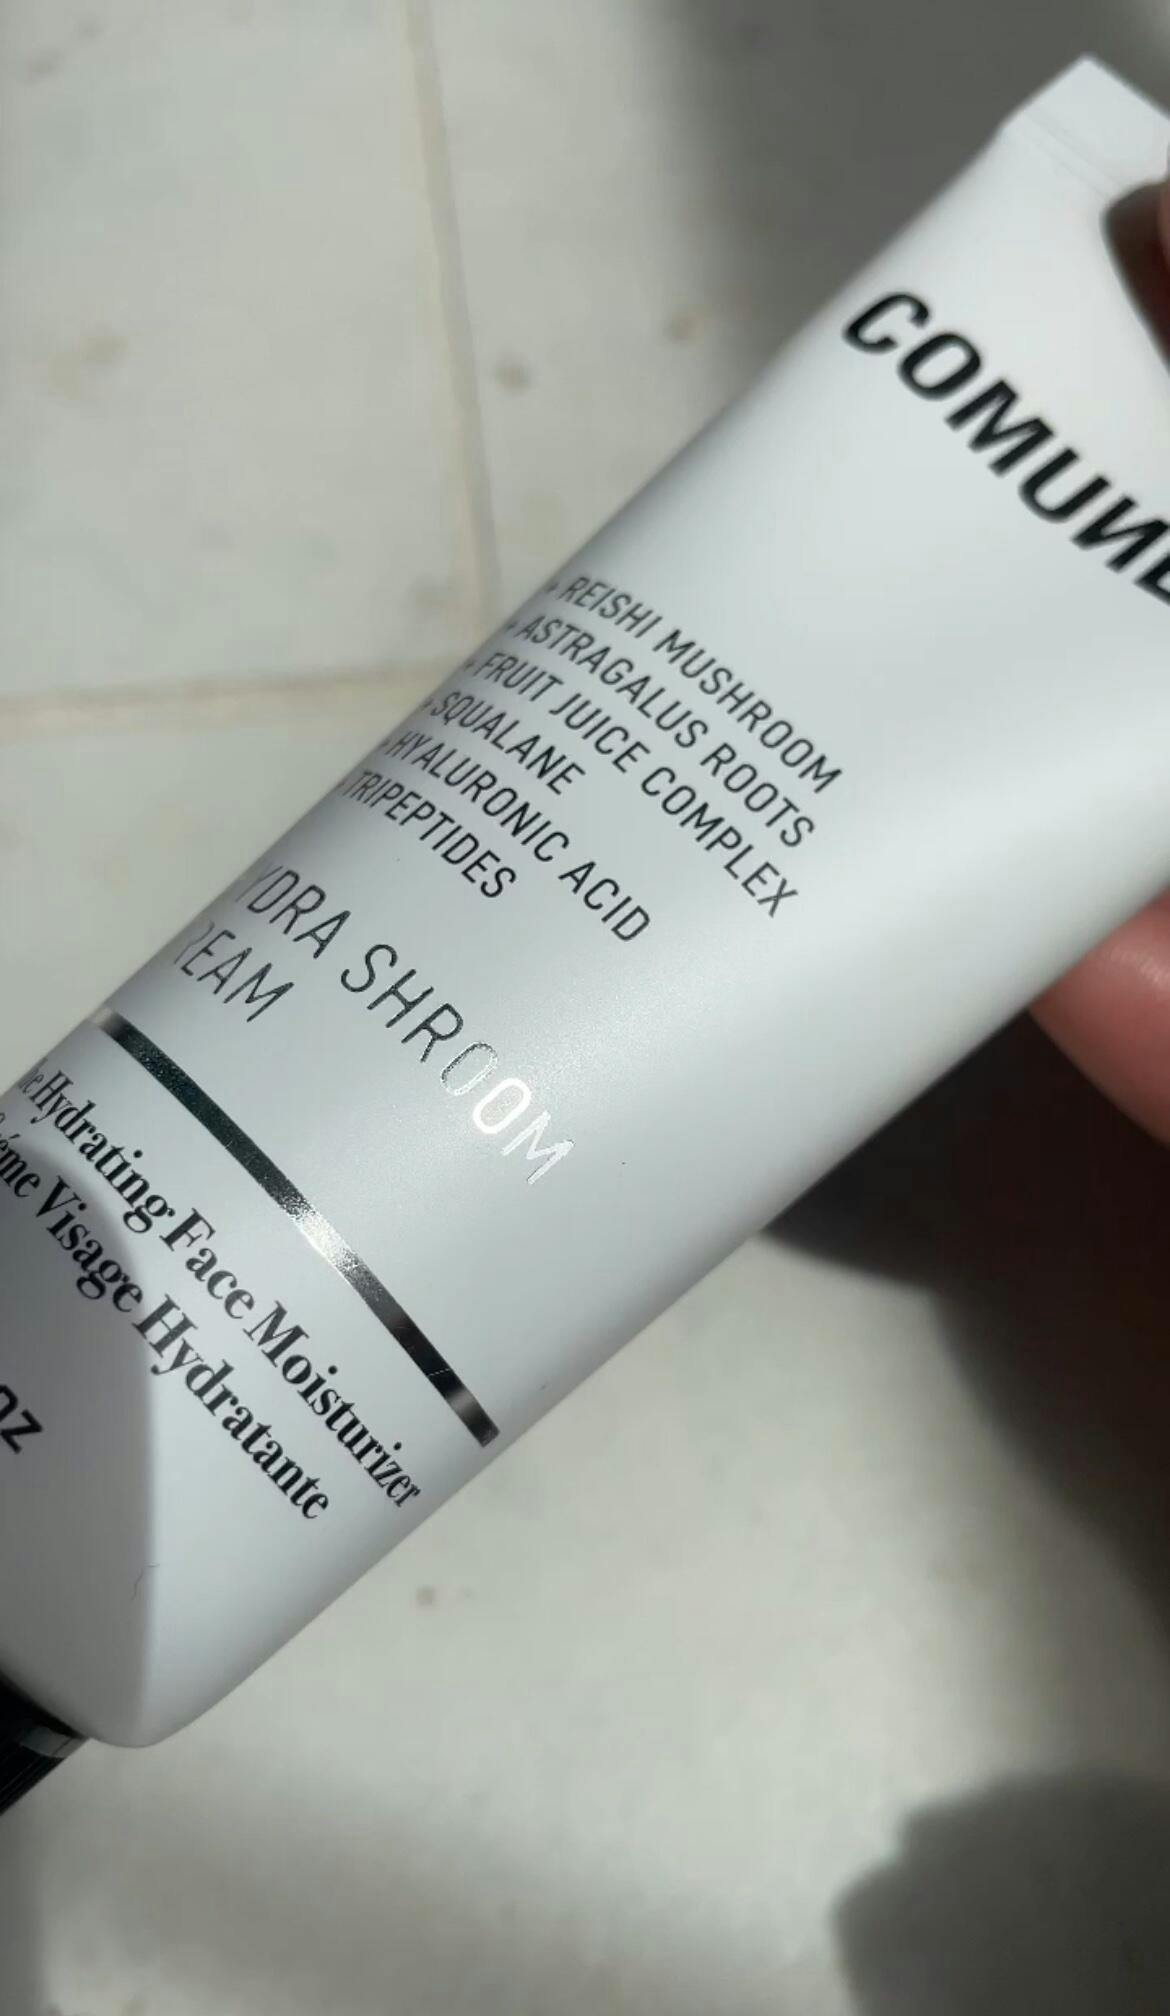 COMUNE
+ REISHI MUSHROOM
+ ASTRAGALUS ROOTS
+ FRUIT JUICE COMPLEX
+ SQUALANE
+ HYALURONIC ACID
TRIPEPTIDES
YDRA SHROOM
REAM
he Hydrating Face Moisturizer
éme Visage Hydratante
oz